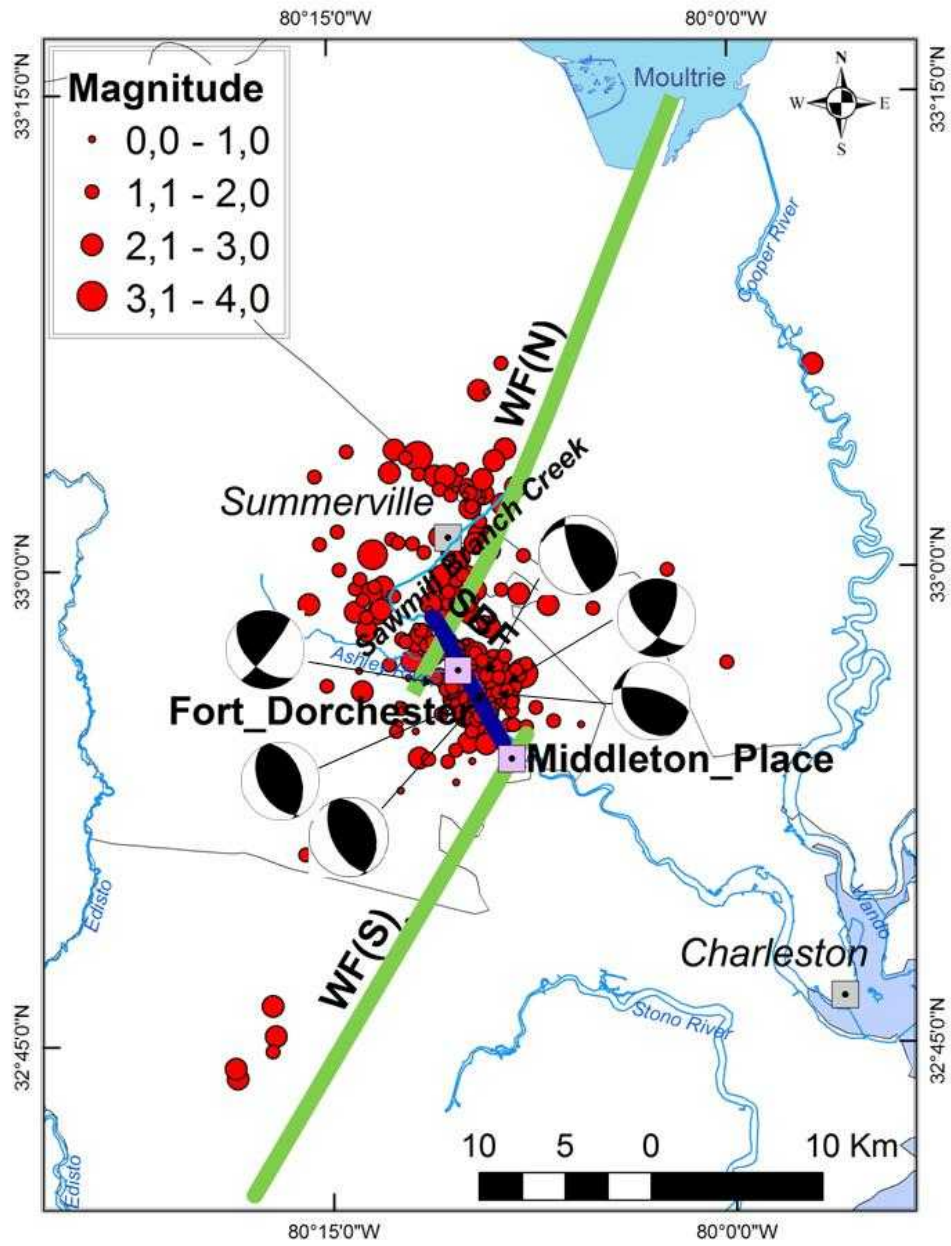 80°15'0"W
80°0'0"W
33°15'0"N
33°15'0"N
Magnitude
0,0 - 1,0
1,1 - 2,0
2,1 - 3,0
3,1 - 4,0
Moultrie
N
W E
S
Cooper River
WF(N)
Summerville
Sawmill Branch Creek
33°0'0"N
33°0'0"N
SBF
Ashley
Fort_Dorchester
Middleton_Place
Edisto
WF(S)
Wando
Charleston
Stono River
32°45'0"N
32°45'0"N
Edisto
10 5 0 10 Km
80°15'0"W
80°0'0"W